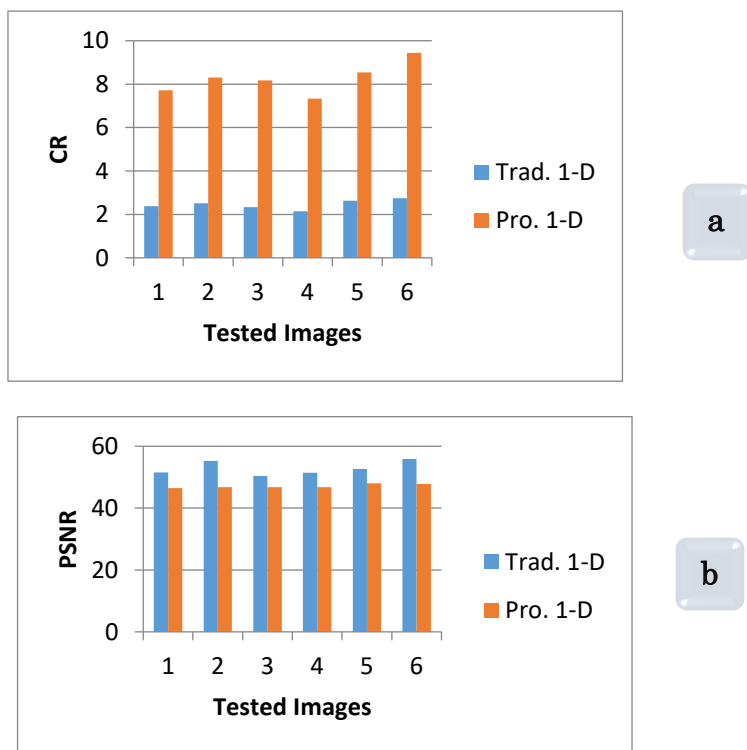 10
8
6
4
2
0
CR
1 2 3 4 5 6
Tested Images
Trad. 1-D
Pro. 1-D
a
60
40
20
0
PSNR
1 2 3 4 5 6
Tested Images
Trad. 1-D
Pro. 1-D
b